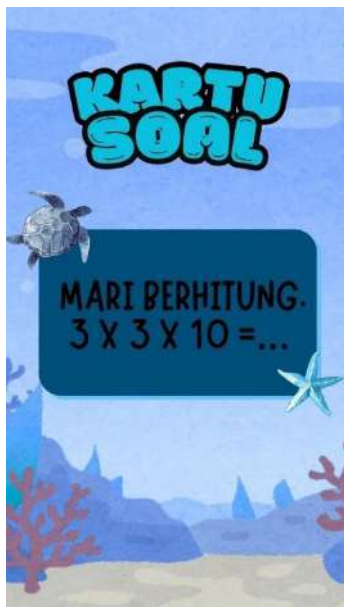 KARTU
SOAL
MARI BERHITUNG.
3 X 3 X 10 =...